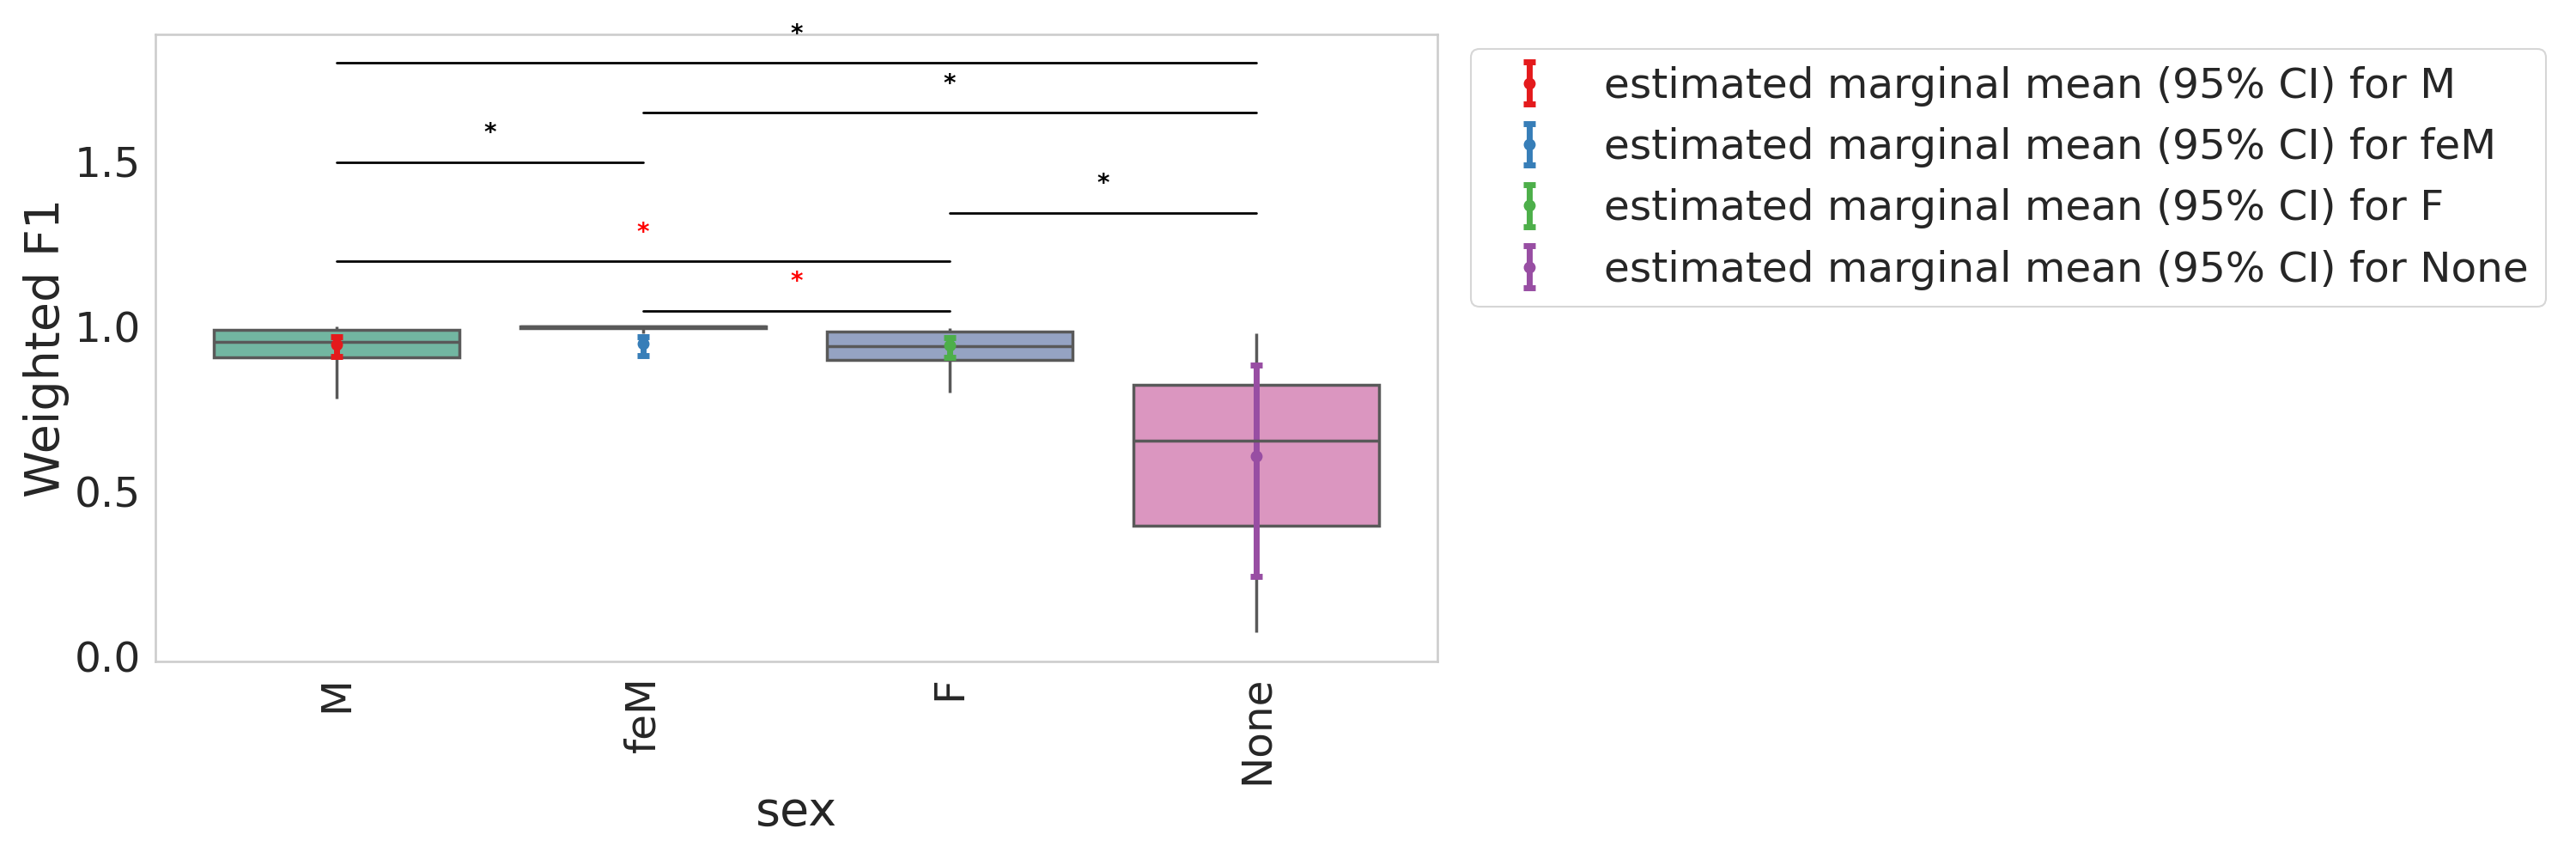 *
*
*
*
*
*
1.5
1.0
0.5
0.0
Weighted F1
M
feM
F
None
sex
estimated marginal mean (95% CI) for M
estimated marginal mean (95% CI) for feM
estimated marginal mean (95% CI) for F
estimated marginal mean (95% CI) for None